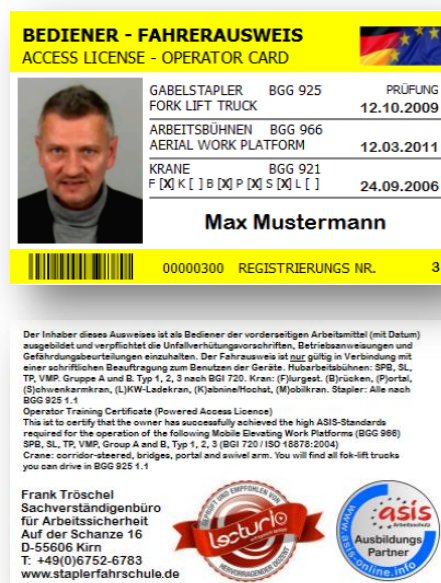 BEDIENER - FAHRERAUSWEIS
ACCESS LICENSE - OPERATOR CARD
GABELSTAPLER BGG 925 PRÜFUNG
FORK LIFT TRUCK 12.10.2009
ARBEITSBÜHNEN BGG 966
AERIAL WORK PLATFORM 12.03.2011
KRANE BGG 921
F [X] K [ ] B [X] P [X] S [X] L [ ] 24.09.2006
Max Mustermann
00000300 REGISTRIERUNGS NR. 3
Der Inhaber dieses Ausweises ist als Bediener der vorderseitigen Arbeitsmittel (mit Datum)
ausgebildet und verpflichtet die Unfallverhütungsvorschriften, Betriebsanweisungen und
Gefährdungsbeurteilungen einzuhalten. Der Fahrausweis ist nur gültig in Verbindung mit
einer schriftlichen Beauftragung zum Benutzen der Geräte. Hubarbeitsbühnen: SPB, SL,
TP, VMP. Gruppe A und B. Typ 1, 2, 3 nach BGI 720. Kran: (F)lurgest. (B)rücken, (P)ortal,
(S)chwenkarmkran, (L)KW-Ladekran, (K)abnine/Hochst, (M)obilkran. Stapler: Alle nach
BGG 925 1.1
Operator Training Certificate (Powered Access Licence)
This ist to certify that the owner has successfully achieved the high ASIS-Standards
required for the operation of the following Mobile Elevating Work Platforms (BGG 966)
SPB, SL, TP, VMP, Group A und B, Typ 1, 2, 3 (BGI 720 / ISO 18878:2004)
Crane: corridor-steered, bridges, portal and swivel arm. You will find all fok-lift trucks
you can drive in BGG 925 1.1
Frank Tröschel
Sachverständigenbüro
für Arbeitssicherheit
Auf der Schanze 16
D-55606 Kirn
T: +49(0)6752-6783
www.staplerfahrschule.de
GEPRÜFT UND EMPFOHLEN VON
lecturio
HERVORRAGENDER DOZENT
asis
Arbeitsschutz
Ausbildungs
Partner
www.asis-online.info